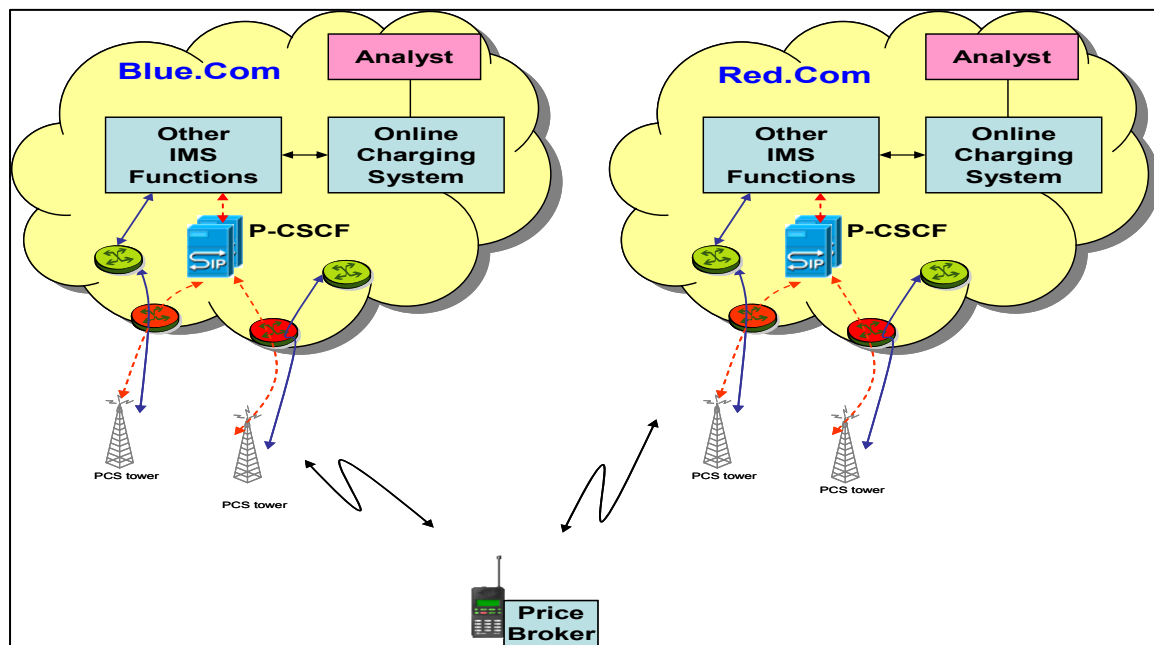 Blue.Com
Analyst
Other
IMS
Functions
Online
Charging
System
P-CSCF
SIP
PCS tower
PCS tower
Red.Com
Analyst
Other
IMS
Functions
Online
Charging
System
P-CSCF
SIP
PCS tower
PCS tower
Price
Broker